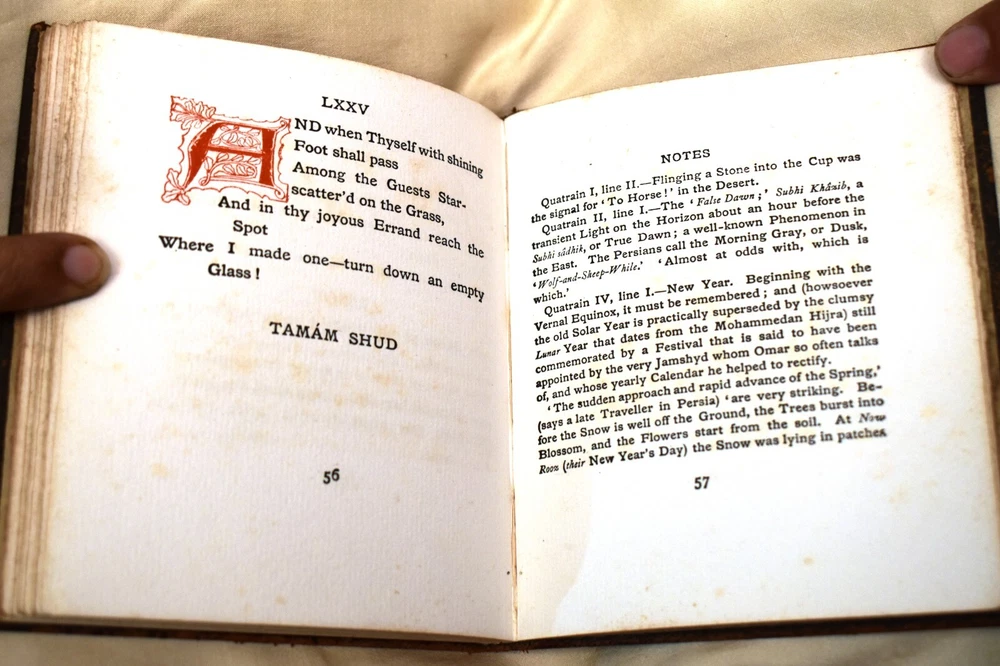 LXXV
AND when Thyself with shining
Foot shall pass
Among the Guests Star-
scatter'd on the Grass,
And in thy joyous Errand reach the
Spot
Where I made one—turn down an empty
Glass!
TAMÁM SHUD
56
NOTES
Quatrain I, line II.—Flinging a Stone into the Cup was
the signal for 'To Horse!' in the Desert.
Quatrain II, line I.—The 'False Dawn;' Subhi Kházib, a
transient Light on the Horizon about an hour before the
Subhi sádhik, or True Dawn; a well-known Phenomenon in
the East. The Persians call the Morning Gray, or Dusk,
'Wolf-and-Sheep-While.' 'Almost at odds with, which is
which.'
Quatrain IV, line I.—New Year. Beginning with the
Vernal Equinox, it must be remembered; and (howsoever
the old Solar Year is practically superseded by the clumsy
Lunar Year that dates from the Mohammedan Hijra) still
commemorated by a Festival that is said to have been
appointed by the very Jamshyd whom Omar so often talks
of, and whose yearly Calendar he helped to rectify.
'The sudden approach and rapid advance of the Spring,'
(says a late Traveller in Persia) 'are very striking. Be-
fore the Snow is well off the Ground, the Trees burst into
Blossom, and the Flowers start from the soil. At Now
Rooz (their New Year's Day) the Snow was lying in patches
57